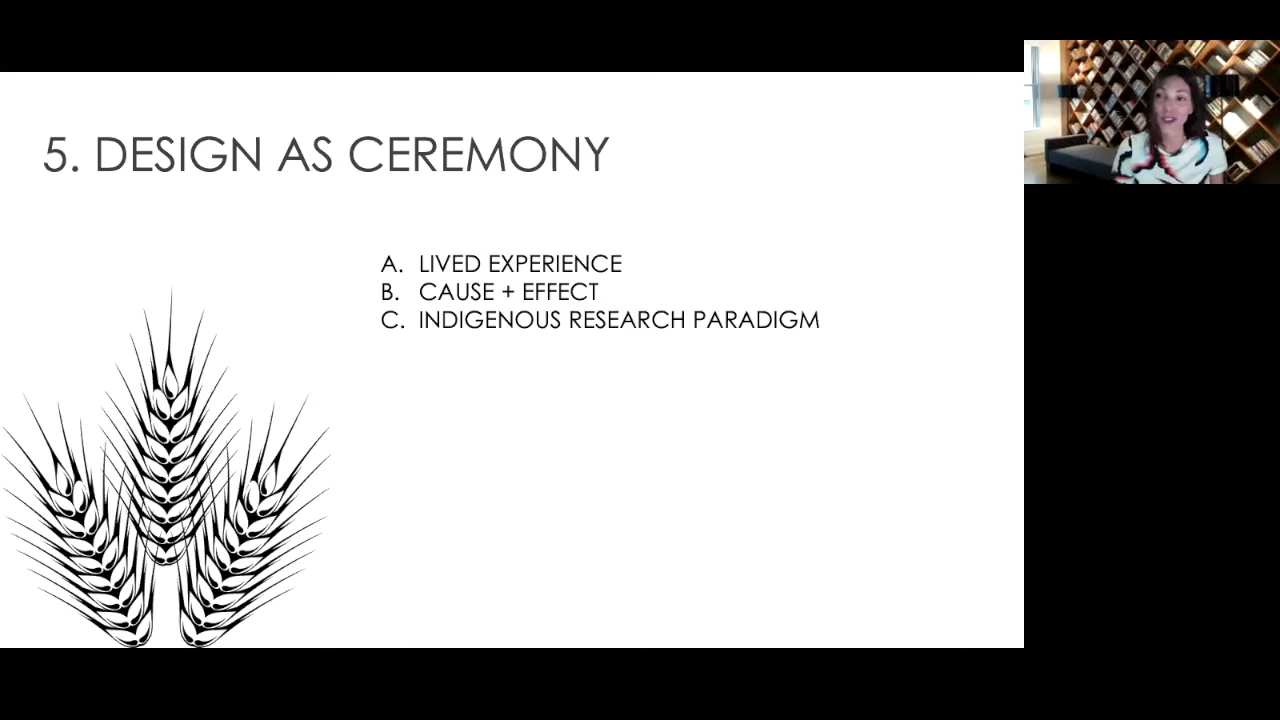 5. DESIGN AS CEREMONY
A. LIVED EXPERIENCE
B. CAUSE + EFFECT
C. INDIGENOUS RESEARCH PARADIGM